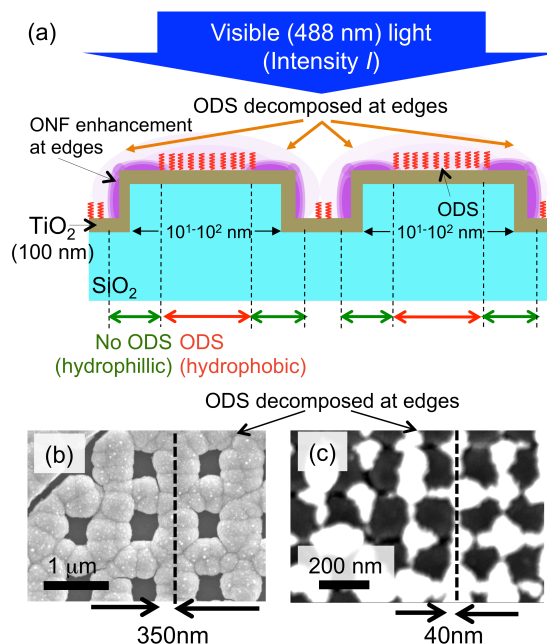 (a)
Visible (488 nm) light
(Intensity I)
ODS decomposed at edges
ONF enhancement
at edges
ODS
TiO2
(100 nm)
101-102 nm
101-102 nm
SiO2
No ODS
(hydrophillic)
ODS
(hydrophobic)
ODS decomposed at edges
(b)
(c)
1 μm
200 nm
350nm
40nm